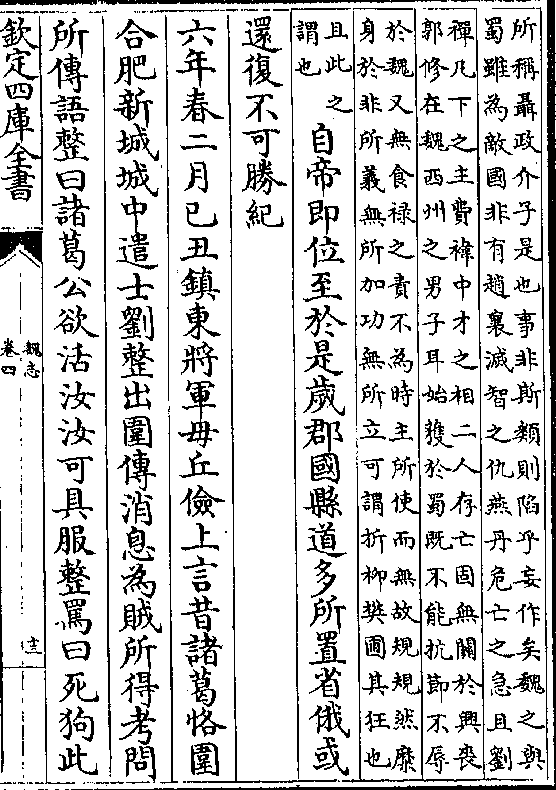 所稱聶政介子是也事非斯類則陷乎妄作矣魏之與
蜀雖為敵國非有趙襄滅智之仇燕丹危亡之急且劉
禪凡下之主費禕中才之相二人存亡固無關於興喪
郭修在魏西州之男子耳始獲於蜀既不能抗節不辱
於魏又無食祿之責不為時主所使而無故規規然糜
身於非所義無所加功無所立可謂折柳樊圃其狂也
且此之
謂也
自帝即位至於是歲郡國縣道多所置省俄或
還復不可勝紀
六年春二月己丑鎮東將軍毋丘儉上言昔諸葛恪圍
合肥新城城中遣士劉整出圍傳消息為賊所得考問
所傳語整曰諸葛公欲活汝汝可具服整罵曰死狗此
欽定四庫全書
魏志
卷四
十三